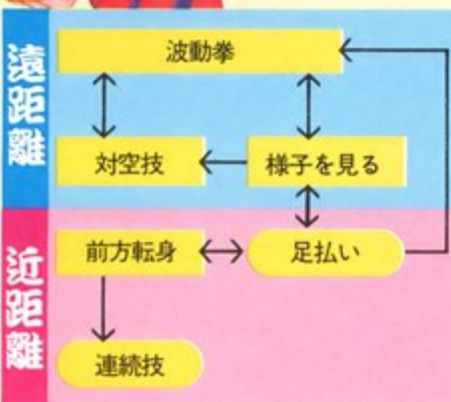 遠距離
波動拳
対空技
様子を見る
近距離
前方転身
足払い
連続技